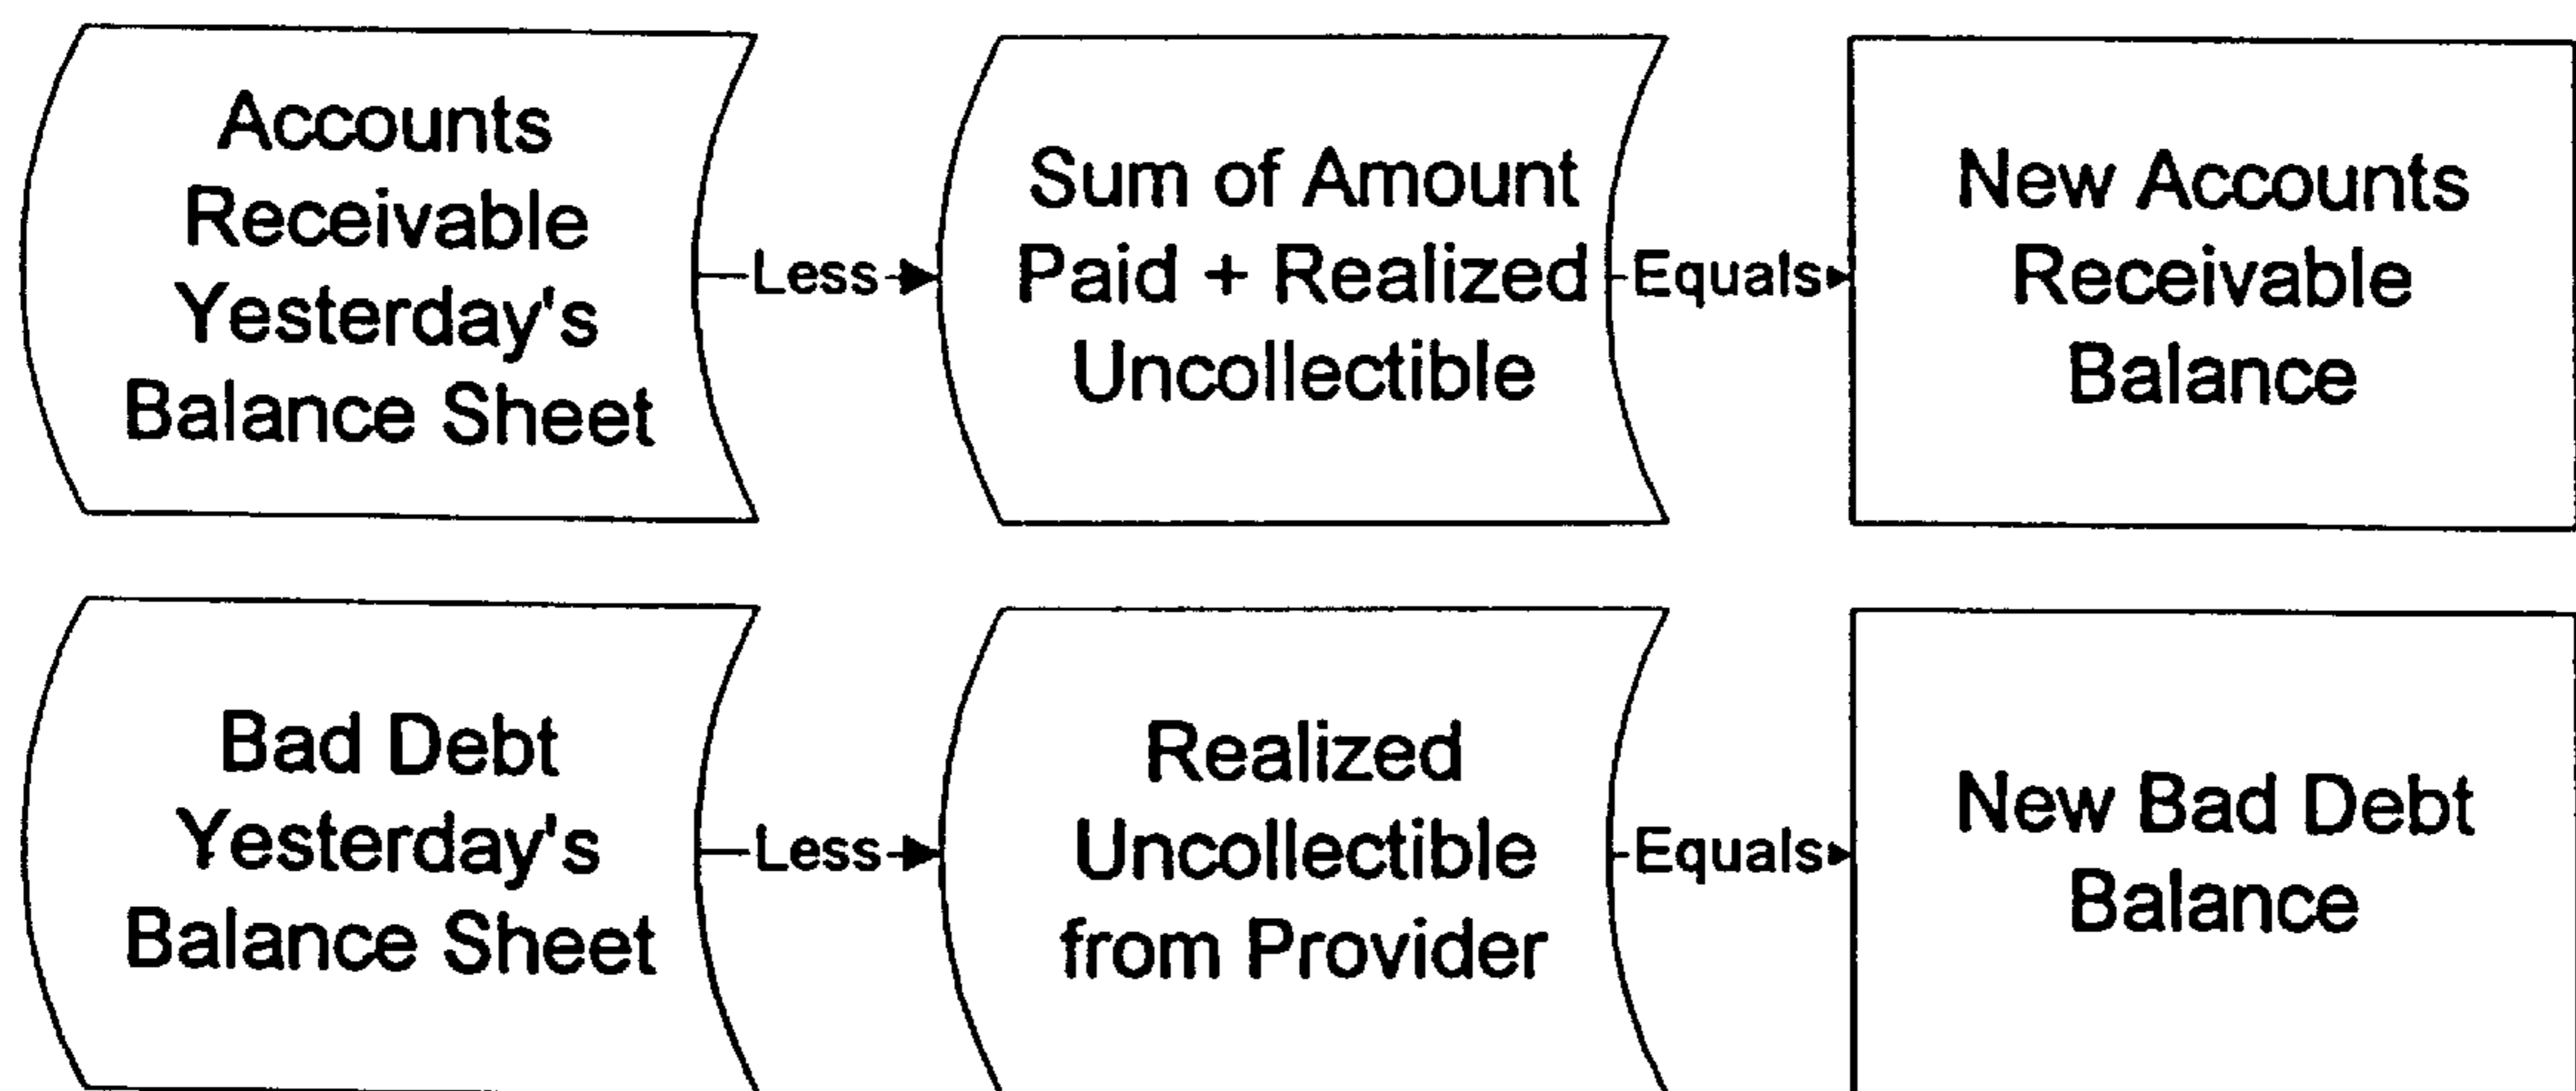 Accounts
Receivable
Yesterday's
Balance Sheet
Less
Sum of Amount
Paid + Realized
Uncollectible
Equals
New Accounts
Receivable
Balance
Bad Debt
Yesterday's
Balance Sheet
Less
Realized
Uncollectible
from Provider
Equals
New Bad Debt
Balance